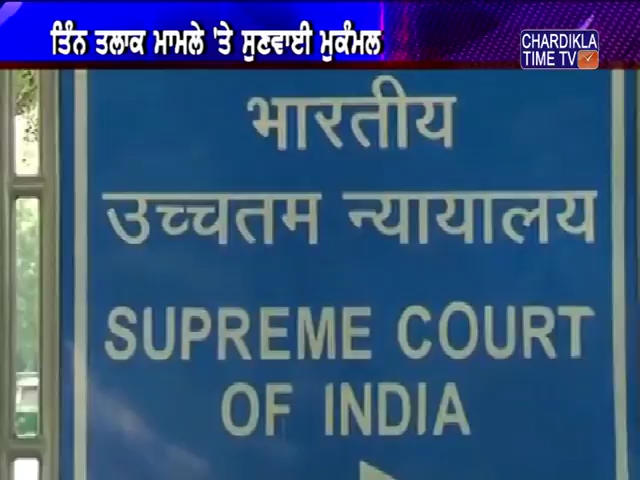 ਤਿੰਨ ਤਲਾਕ ਮਾਮਲੇ 'ਤੇ ਸੁਣਵਾਈ ਮੁਕੰਮਲ
CHARDIKLA
TIME TV
भारतीय
उच्चतम न्यायालय
SUPREME COURT
OF INDIA